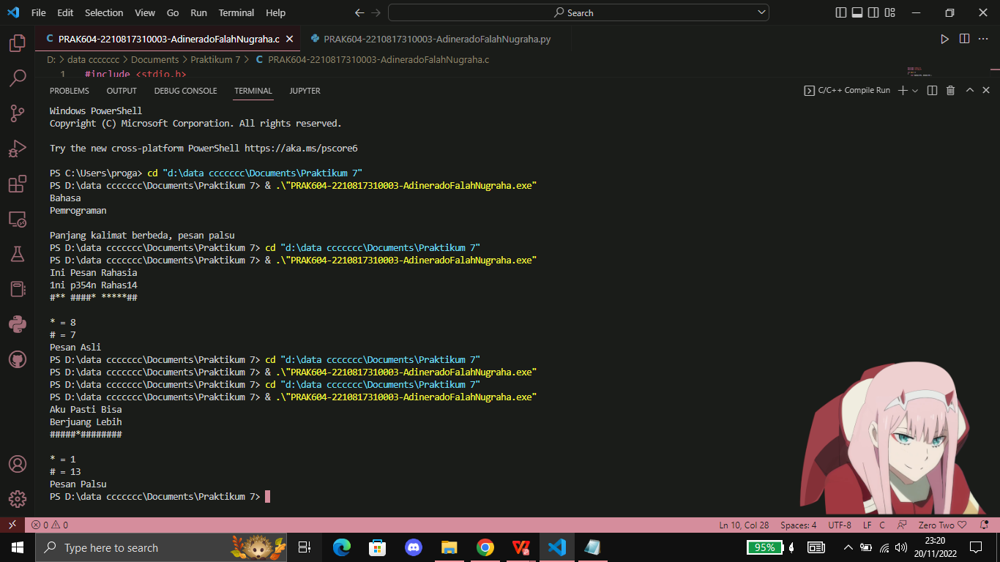 File Edit Selection View Go Run Terminal Help
Search
PRAK604-2210817310003-AdineradoFalahNugraha.c
PRAK604-2210817310003-AdineradoFalahNugraha.py
D: > data ccccccc > Documents > Praktikum 7 > C PRAK604-2210817310003-AdineradoFalahNugraha.c
1 #include <stdio.h>
PROBLEMS OUTPUT DEBUG CONSOLE TERMINAL JUPYTER
C/C++ Compile Run
Windows PowerShell
Copyright (C) Microsoft Corporation. All rights reserved.
Try the new cross-platform PowerShell https://aka.ms/pscore6
PS C:\Users\proga> cd "d:\data ccccccc\Documents\Praktikum 7"
PS D:\data ccccccc\Documents\Praktikum 7> & .\"PRAK604-2210817310003-AdineradoFalahNugraha.exe"
Bahasa
Pemrograman
Panjang kalimat berbeda, pesan palsu
PS D:\data ccccccc\Documents\Praktikum 7> cd "d:\data ccccccc\Documents\Praktikum 7"
PS D:\data ccccccc\Documents\Praktikum 7> & .\"PRAK604-2210817310003-AdineradoFalahNugraha.exe"
Ini Pesan Rahasia
1ni p354n Rahas14
#** ####* *****##
* = 8
# = 7
Pesan Asli
PS D:\data ccccccc\Documents\Praktikum 7> cd "d:\data ccccccc\Documents\Praktikum 7"
PS D:\data ccccccc\Documents\Praktikum 7> & .\"PRAK604-2210817310003-AdineradoFalahNugraha.exe"
PS D:\data ccccccc\Documents\Praktikum 7> cd "d:\data ccccccc\Documents\Praktikum 7"
PS D:\data ccccccc\Documents\Praktikum 7> & .\"PRAK604-2210817310003-AdineradoFalahNugraha.exe"
Aku Pasti Bisa
Berjuang Lebih
#####*########
* = 1
# = 13
Pesan Palsu
PS D:\data ccccccc\Documents\Praktikum 7>
0 0 Ln 10, Col 28 Spaces: 4 UTF-8 LF C Zero Two
Type here to search
95%
23:20
20/11/2022